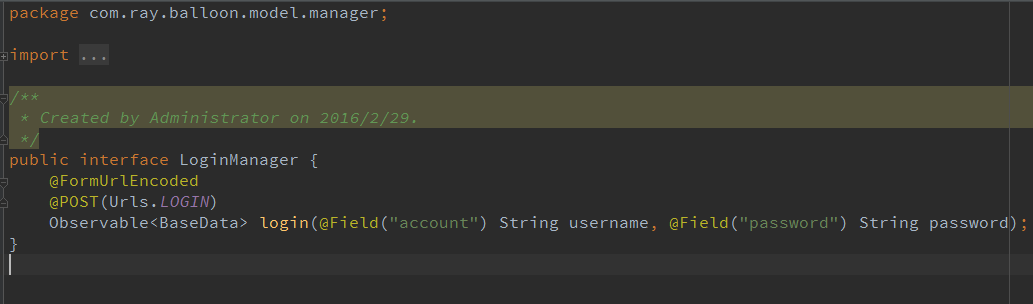 package com.ray.balloon.model.manager;
import ...
/**
* Created by Administrator on 2016/2/29.
*/
public interface LoginManager {
@FormUrlEncoded
@POST(Urls.LOGIN)
Observable<BaseData> login(@Field("account") String username, @Field("password") String password);
}